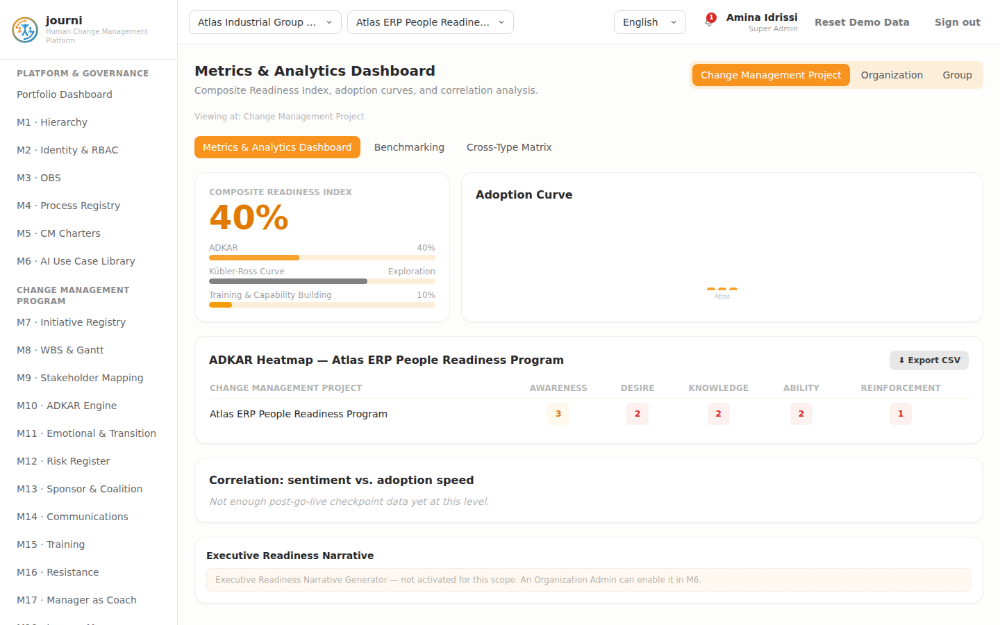 journi
Human Change Management
Platform
PLATFORM & GOVERNANCE
Portfolio Dashboard
M1 · Hierarchy
M2 · Identity & RBAC
M3 · OBS
M4 · Process Registry
M5 · CM Charters
M6 · AI Use Case Library
CHANGE MANAGEMENT
PROGRAM
M7 · Initiative Registry
M8 · WBS & Gantt
M9 · Stakeholder Mapping
M10 · ADKAR Engine
M11 · Emotional & Transition
M12 · Risk Register
M13 · Sponsor & Coalition
M14 · Communications
M15 · Training
M16 · Resistance
M17 · Manager as Coach
Atlas Industrial Group ...
Atlas ERP People Readine...
English
1
Amina Idrissi
Super Admin
Reset Demo Data
Sign out
Metrics & Analytics Dashboard
Composite Readiness Index, adoption curves, and correlation analysis.
Change Management Project
Organization
Group
Viewing at: Change Management Project
Metrics & Analytics Dashboard
Benchmarking
Cross-Type Matrix
COMPOSITE READINESS INDEX
40%
ADKAR 40%
Kübler-Ross Curve Exploration
Training & Capability Building 10%
Adoption Curve
Atlas
ADKAR Heatmap — Atlas ERP People Readiness Program
⬇ Export CSV
CHANGE MANAGEMENT PROJECT AWARENESS DESIRE KNOWLEDGE ABILITY REINFORCEMENT
Atlas ERP People Readiness Program 3 2 2 2 1
Correlation: sentiment vs. adoption speed
Not enough post-go-live checkpoint data yet at this level.
Executive Readiness Narrative
Executive Readiness Narrative Generator — not activated for this scope. An Organization Admin can enable it in M6.